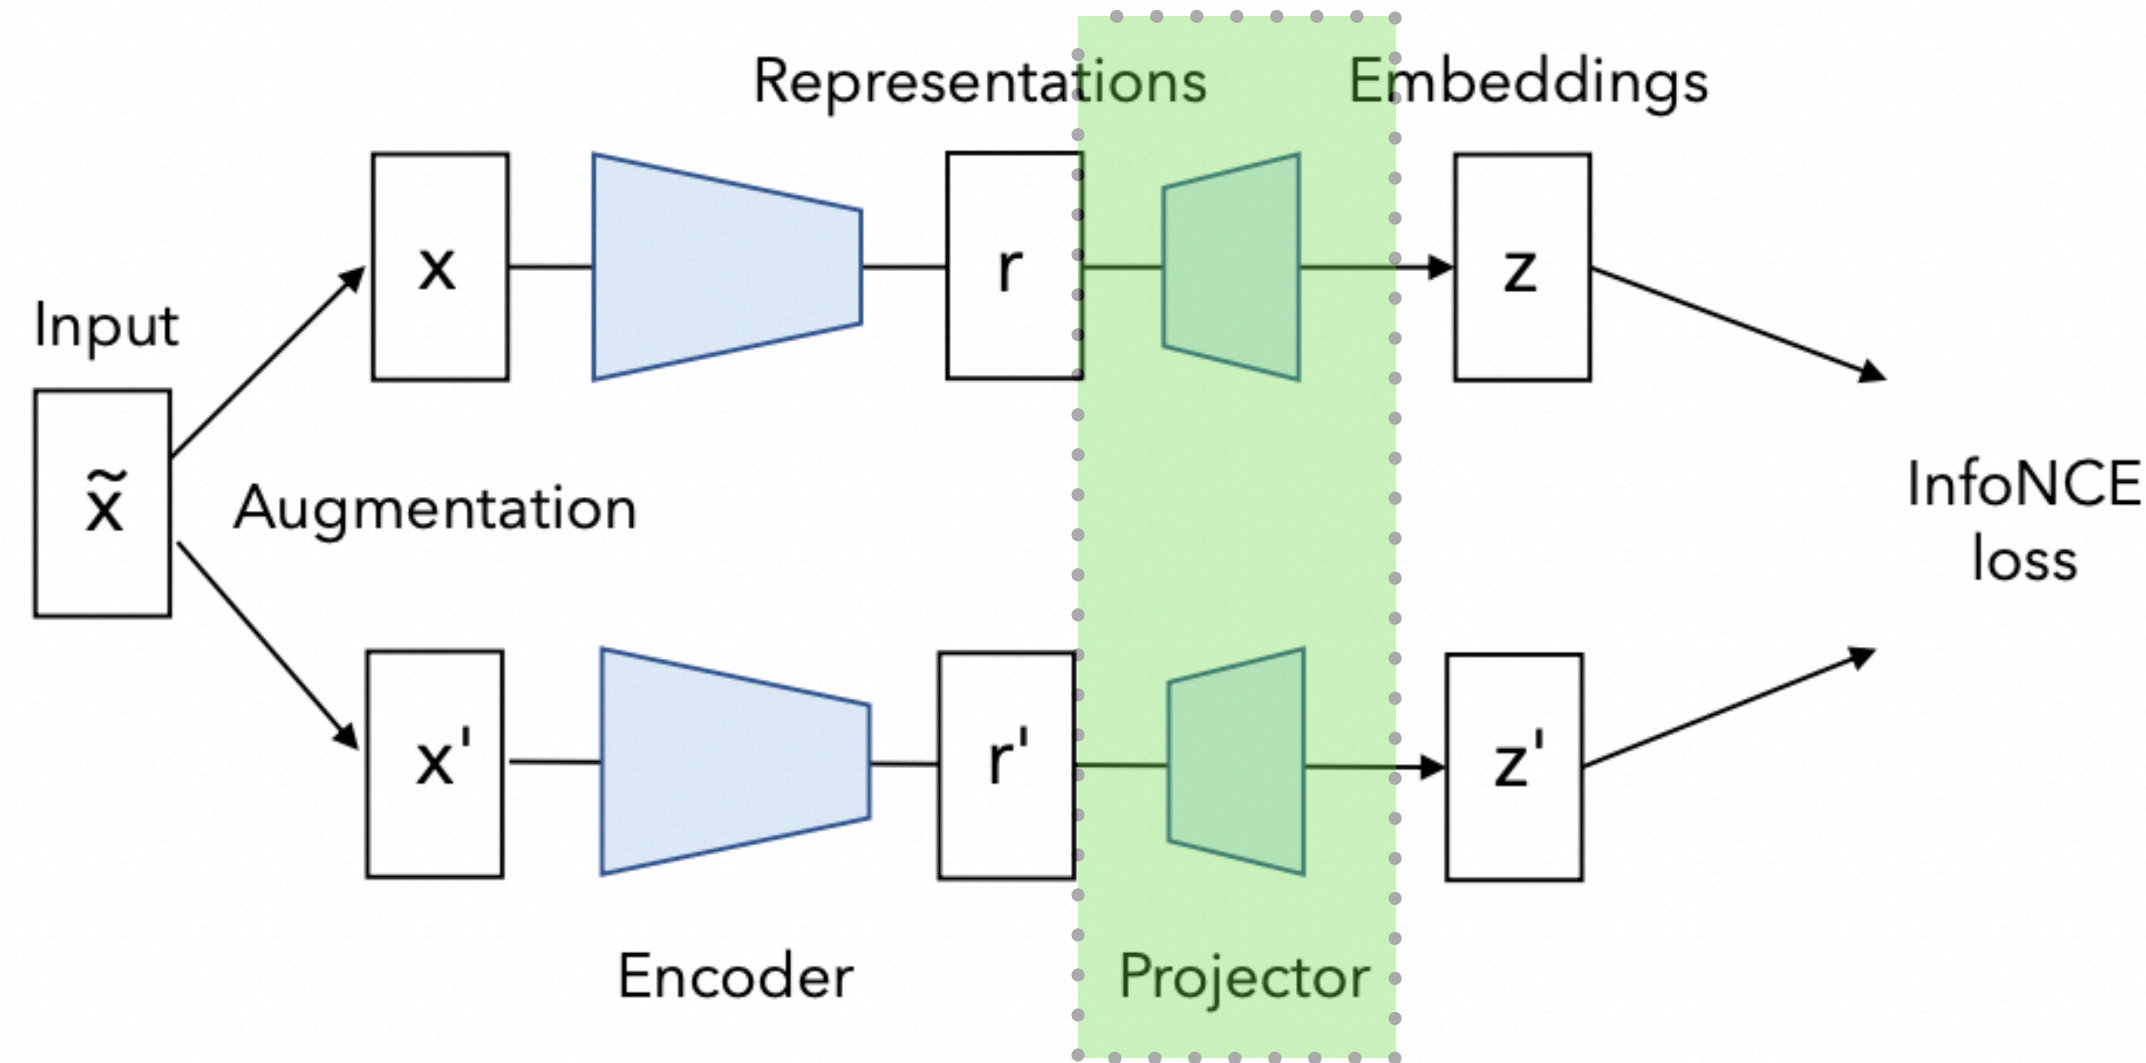 Representations
Embeddings
x
r
z
Input
x̃
Augmentation
InfoNCE
loss
x'
r'
z'
Encoder
Projector